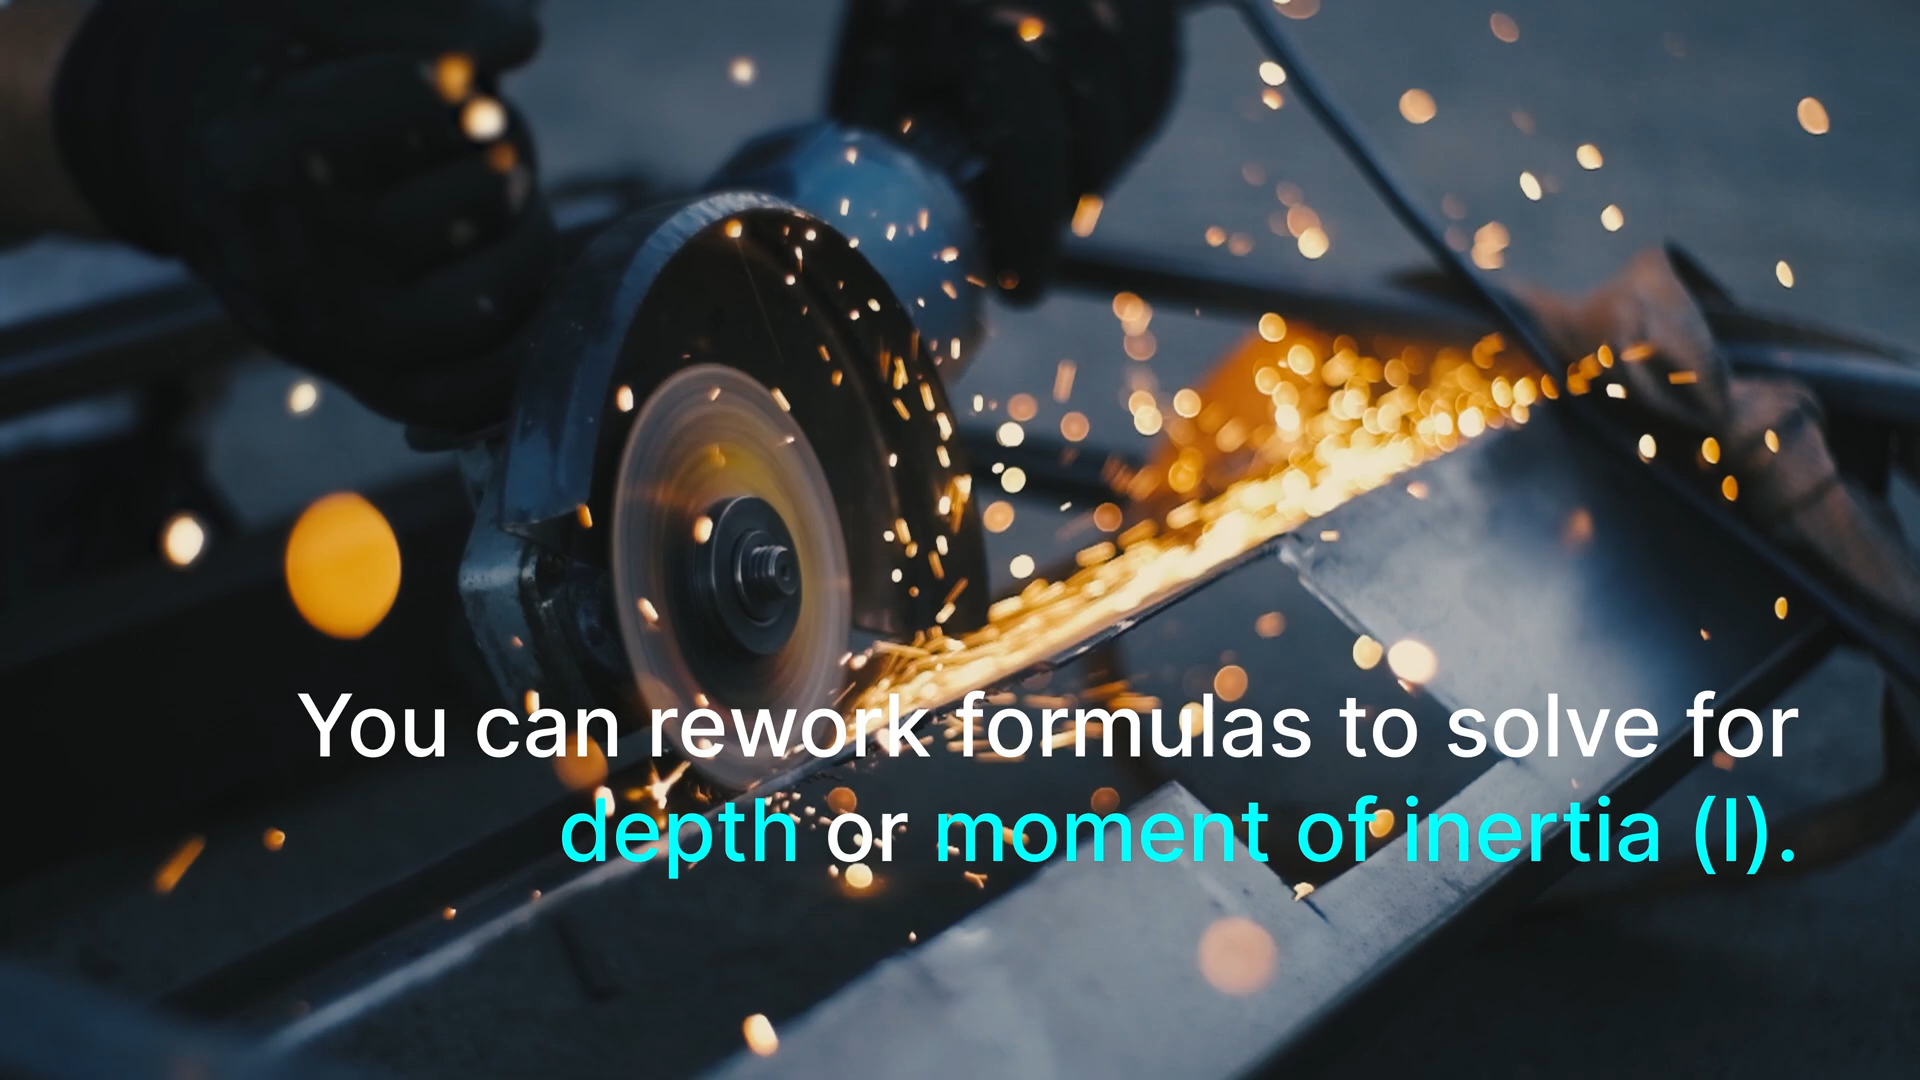 You can rework formulas to solve for
depth or moment of inertia (I).